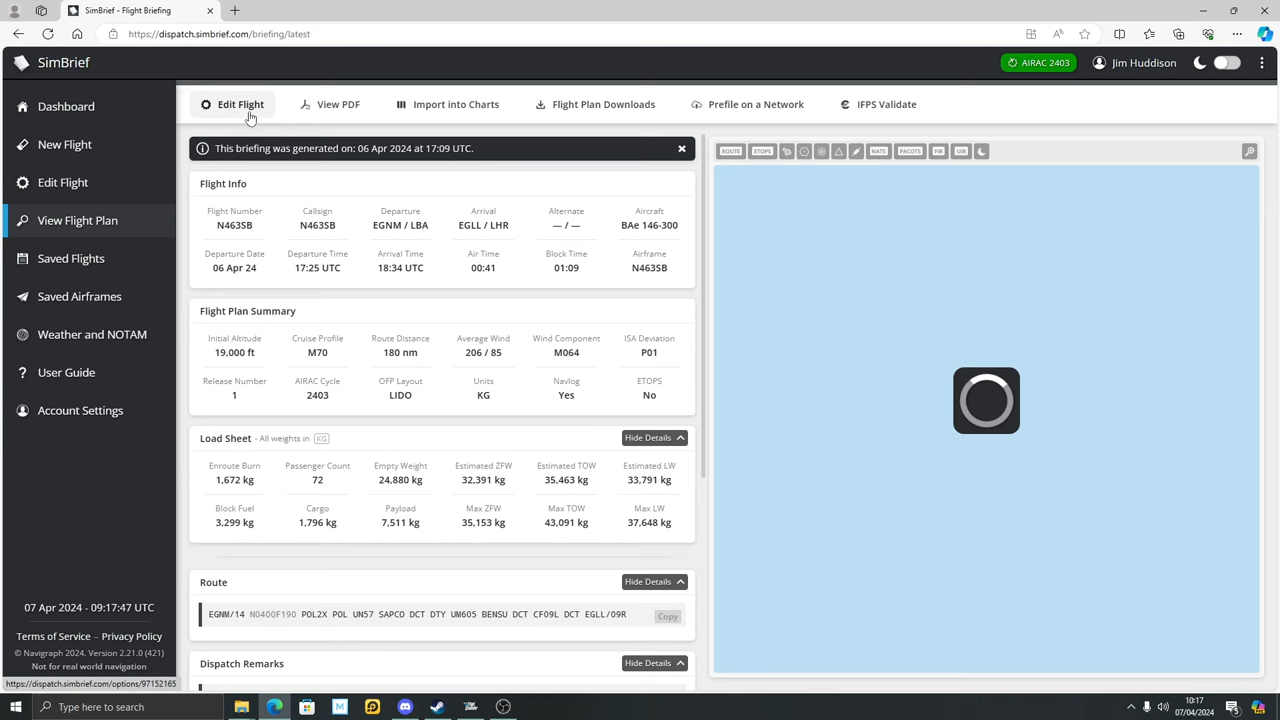 SimBrief - Flight Briefing
https://dispatch.simbrief.com/briefing/latest
SimBrief
AIRAC 2403
Jim Huddison
Dashboard
New Flight
Edit Flight
View Flight Plan
Saved Flights
Saved Airframes
Weather and NOTAM
User Guide
Account Settings
07 Apr 2024 - 09:17:47 UTC
Terms of Service – Privacy Policy
© Navigraph 2024. Version 2.21.0 (421)
Not for real world navigation
https://dispatch.simbrief.com/options/97152165
Edit Flight View PDF Import into Charts Flight Plan Downloads Prefile on a Network IFPS Validate
This briefing was generated on: 06 Apr 2024 at 17:09 UTC.
Flight Info
Flight Number Callsign Departure Arrival Alternate Aircraft
N463SB N463SB EGNM / LBA EGLL / LHR — / — BAe 146-300
Departure Date Departure Time Arrival Time Air Time Block Time Airframe
06 Apr 24 17:25 UTC 18:34 UTC 00:41 01:09 N463SB
Flight Plan Summary
Initial Altitude Cruise Profile Route Distance Average Wind Wind Component ISA Deviation
19,000 ft M70 180 nm 206 / 85 M064 P01
Release Number AIRAC Cycle OFP Layout Units Navlog ETOPS
1 2403 LIDO KG Yes No
Load Sheet - All weights in KG Hide Details
Enroute Burn Passenger Count Empty Weight Estimated ZFW Estimated TOW Estimated LW
1,672 kg 72 24,880 kg 32,391 kg 35,463 kg 33,791 kg
Block Fuel Cargo Payload Max ZFW Max TOW Max LW
3,299 kg 1,796 kg 7,511 kg 35,153 kg 43,091 kg 37,648 kg
Route Hide Details
EGNM/14 N0400F190 POL2X POL UN57 SAPCO DCT DTY UM605 BENSU DCT CF09L DCT EGLL/09R Copy
Dispatch Remarks Hide Details
ROUTE ETOPS NATS PACOTS FIR UIR
Type here to search
10:17
07/04/2024
5